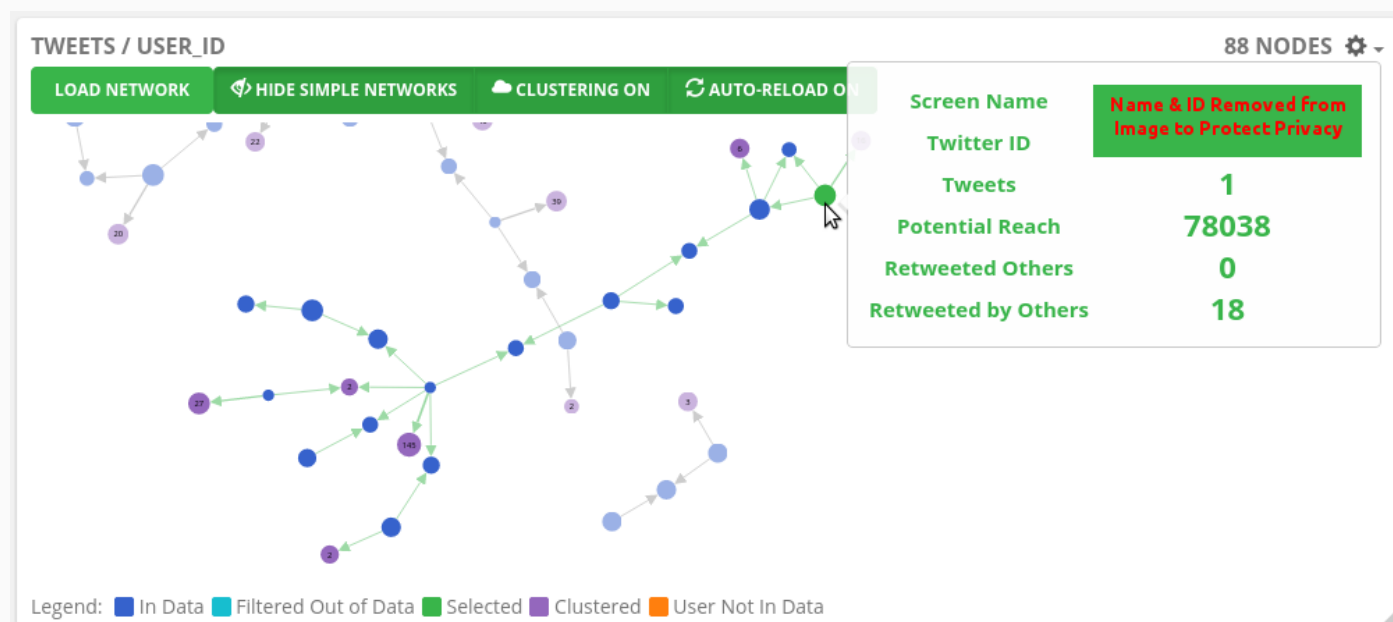 TWEETS / USER_ID
88 NODES
LOAD NETWORK
HIDE SIMPLE NETWORKS
CLUSTERING ON
AUTO-RELOAD ON
Screen Name
Name & ID Removed from
Image to Protect Privacy
Twitter ID
Tweets
1
Potential Reach
78038
Retweeted Others
0
Retweeted by Others
18
22
6
20
39
27
2
145
2
3
2
Legend:
In Data
Filtered Out of Data
Selected
Clustered
User Not In Data